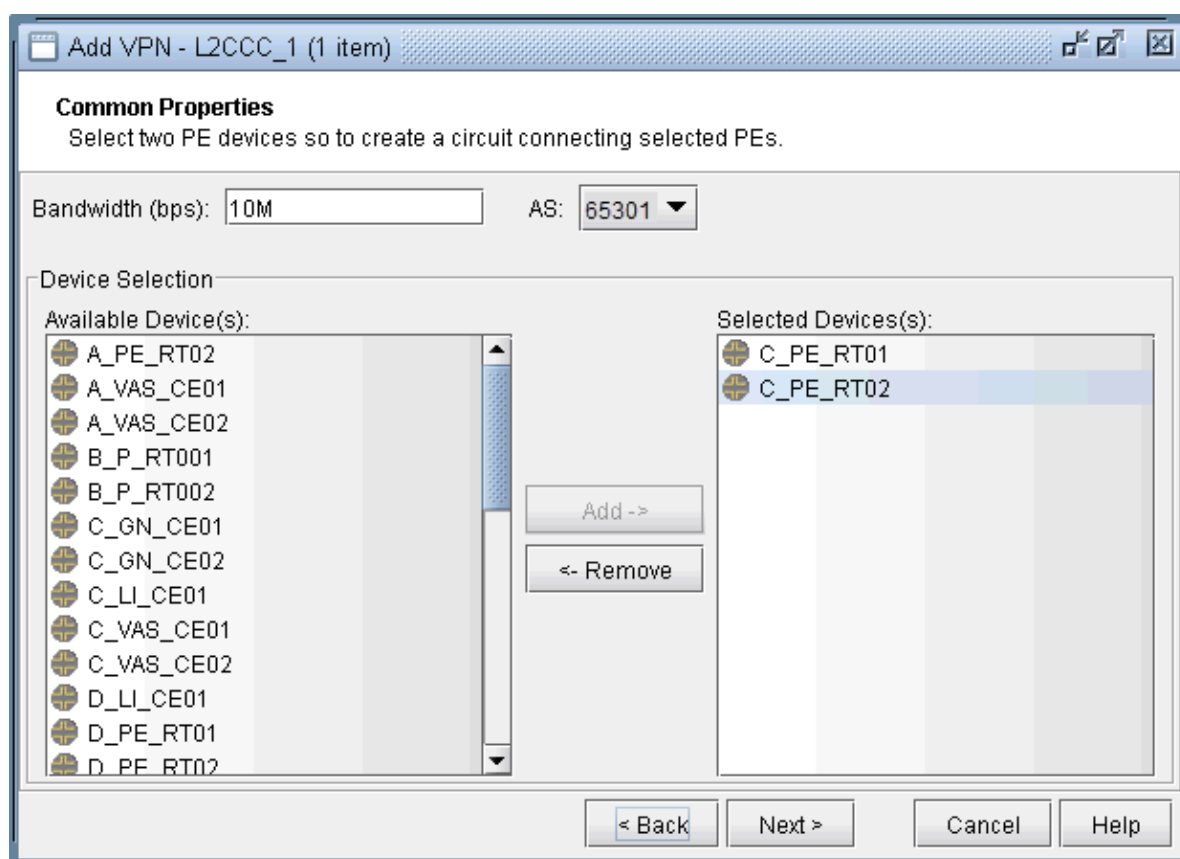 Add VPN - L2CCC_1 (1 item)
Common Properties
Select two PE devices so to create a circuit connecting selected PEs.
Bandwidth (bps): 10M AS: 65301
Device Selection
Available Device(s):
A_PE_RT02
A_VAS_CE01
A_VAS_CE02
B_P_RT001
B_P_RT002
C_GN_CE01
C_GN_CE02
C_LI_CE01
C_VAS_CE01
C_VAS_CE02
D_LI_CE01
D_PE_RT01
D_PE_RT02
Add ->
<- Remove
Selected Devices(s):
C_PE_RT01
C_PE_RT02
< Back Next > Cancel Help